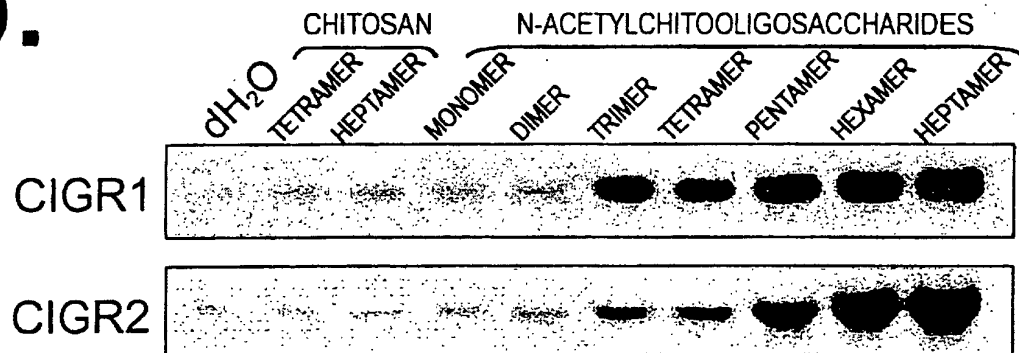 CHITOSAN N-ACETYLCHITOOLIGOSACCHARIDES
dH₂O TETRAMER HEPTAMER MONOMER DIMER TRIMER TETRAMER PENTAMER HEXAMER HEPTAMER
CIGR1
CIGR2